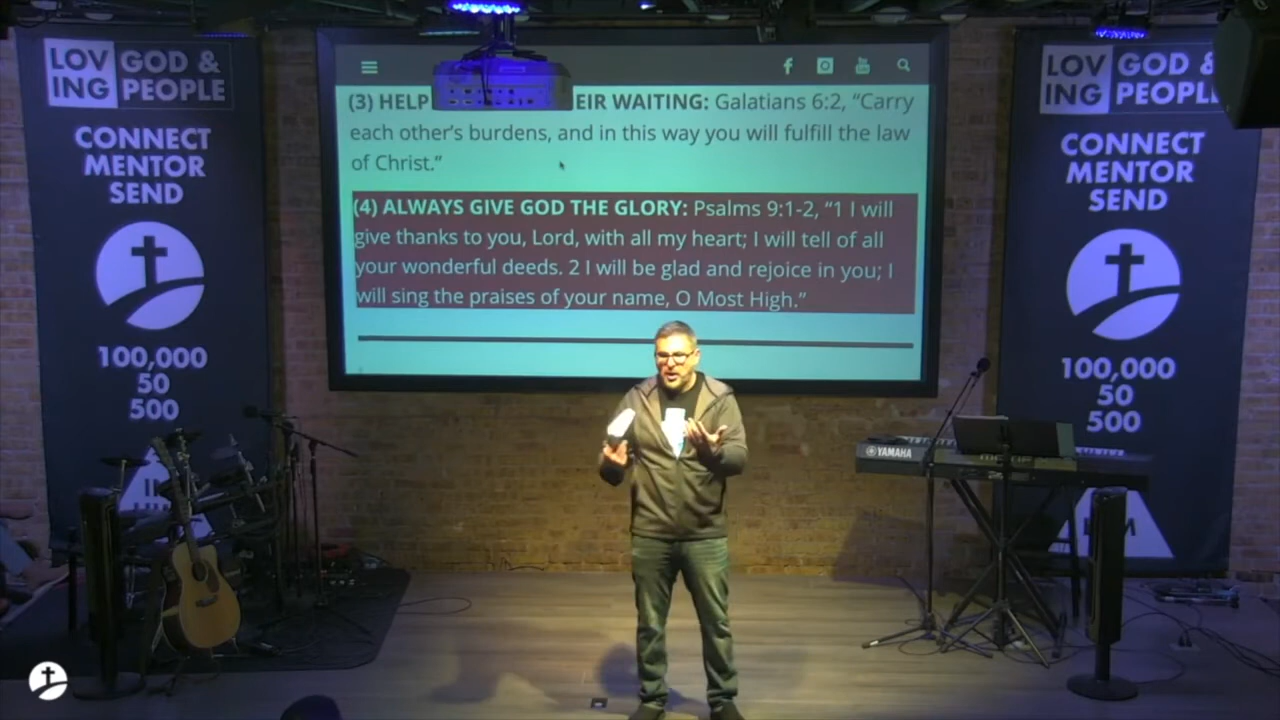 LOV
ING
GOD &
PEOPLE
CONNECT
MENTOR
SEND
100,000
50
500
(3) HELP EIR WAITING: Galatians 6:2, “Carry
each other’s burdens, and in this way you will fulfill the law
of Christ.”
(4) ALWAYS GIVE GOD THE GLORY: Psalms 9:1-2, “1 I will
give thanks to you, Lord, with all my heart; I will tell of all
your wonderful deeds. 2 I will be glad and rejoice in you; I
will sing the praises of your name, O Most High.”
LOV
ING
GOD &
PEOPL
CONNECT
MENTOR
SEND
100,000
50
500
YAMAHA